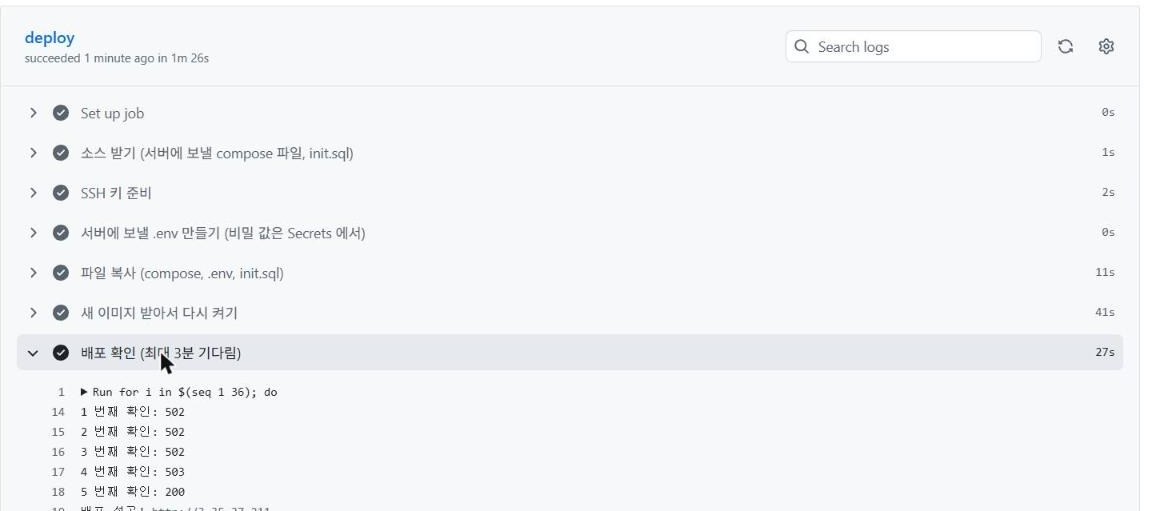 deploy
succeeded 1 minute ago in 1m 26s
Search logs
Set up job 0s
소스 받기 (서버에 보낼 compose 파일, init.sql) 1s
SSH 키 준비 2s
서버에 보낼 .env 만들기 (비밀 값은 Secrets 에서) 0s
파일 복사 (compose, .env, init.sql) 11s
새 이미지 받아서 다시 켜기 41s
배포 확인 (최대 3분 기다림) 27s
1 Run for i in $(seq 1 36); do
14 1 번째 확인: 502
15 2 번째 확인: 502
16 3 번째 확인: 502
17 4 번째 확인: 503
18 5 번째 확인: 200
19 배포 성공!